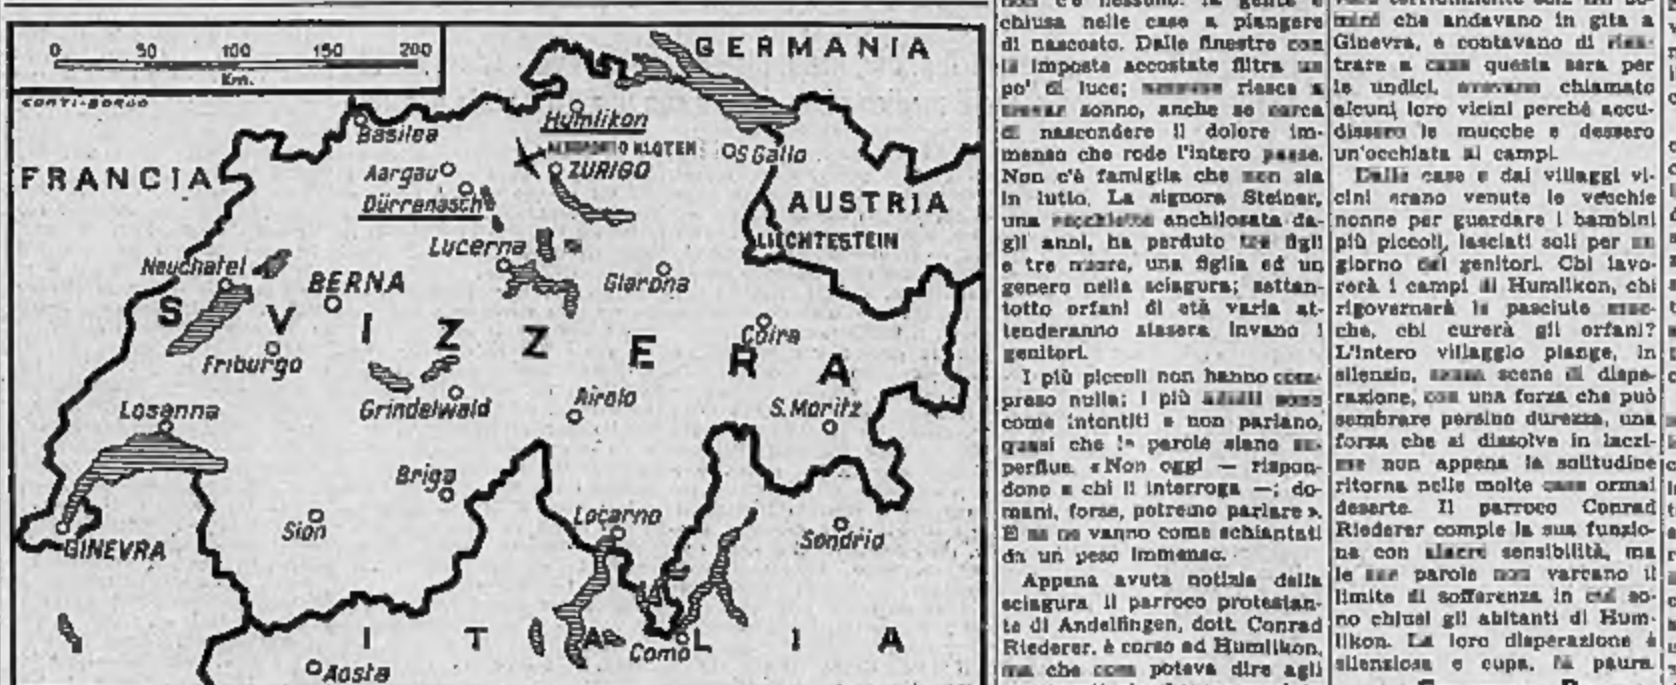 0 50 100 150 200
Km.
CONTI-BORGO
GERMANIA
Basilea
Humlikon
KLOTEN
S Gallo
ZURIGO
FRANCIA
Aargau
Dürrenäsch
AUSTRIA
LIECHTESTEIN
Lucerna
Neuchatel
BERNA
Glarona
SVIZZERA
Coira
Friburgo
Grindelwald
Airolo
S. Moritz
Losanna
Briga
Sion
Locarno
Sondrio
GINEVRA
ITALIA
Como
Aosta
chiusa nelle case a piangere
di nascosto. Dalle finestre con
le imposte accostate filtra un
po' di luce; riesce a
sonno, anche se cerca
di nascondere il dolore im-
menso che rode l'intero paese.
Non c'è famiglia che non sia
in lutto. La signora Steiner,
una anchilosata da-
gli anni, ha perduto tre figli
e tre nuore, una figlia ed un
genero nella sciagura; settan-
totto orfani di età varia at-
tenderanno stasera invano i
genitori.
I più piccoli non hanno com-
preso nulla; i più
come intontiti e non parlano,
quasi che le parole siano su-
perflue. «Non oggi — rispon-
dono a chi li interroga —; do-
mani, forse, potremo parlare».
E se ne vanno come schiantati
da un peso immenso.
Appena avuta notizia della
sciagura il parroco protestan-
te di Andelfingen, dott. Conrad
Riederer, è corso ad Humlikon,
ma che cosa poteva dire agli
che andavano in gita a
Ginevra, e contavano di rien-
trare a casa questa sera per
le undici, avevano chiamato
alcuni loro vicini perché accu-
dissero le mucche e dessero
un'occhiata ai campi.
Dalle case e dai villaggi vi-
cini erano venute le vecchie
nonne per guardare i bambini
più piccoli, lasciati soli per un
giorno dai genitori. Chi lavo-
rerà i campi di Humlikon, chi
rigovernerà le pasciute muc-
che, chi curerà gli orfani?
L'intero villaggio piange, in
silenzio, senza scene di dispe-
razione, con una forza che può
sembrare persino durezza, una
forza che si dissolve in lacri-
me non appena la solitudine
ritorna nelle molte case ormai
deserte. Il parroco Conrad
Riederer compie la sua funzio-
ne con alacre sensibilità, ma
le sue parole non varcano il
limite di sofferenza in cui so-
no chiusi gli abitanti di Hum-
likon. La loro disperazione è
silenziosa e cupa, fa paura.